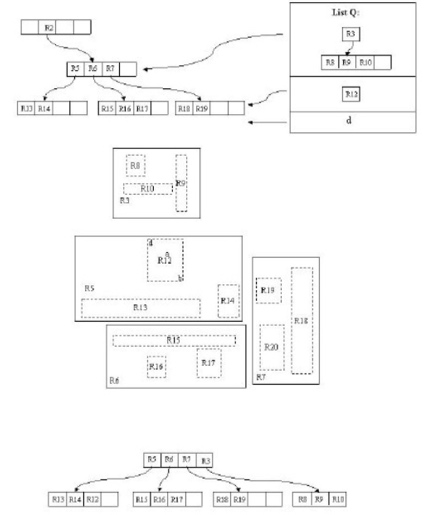 List Q:
R2
R3
R5 R6 R7
R8 R9 R10
R13 R14
R15 R16 R17
R18 R19
R12
d
R8
R9
R10
R3
d
a
R12
b
R5
R13
R14
R19
R18
R20
R7
R15
R16
R17
R6
R5 R6 R7 R3
R13 R14 R12
R16 R17
R18 R19
R8 R9 R10